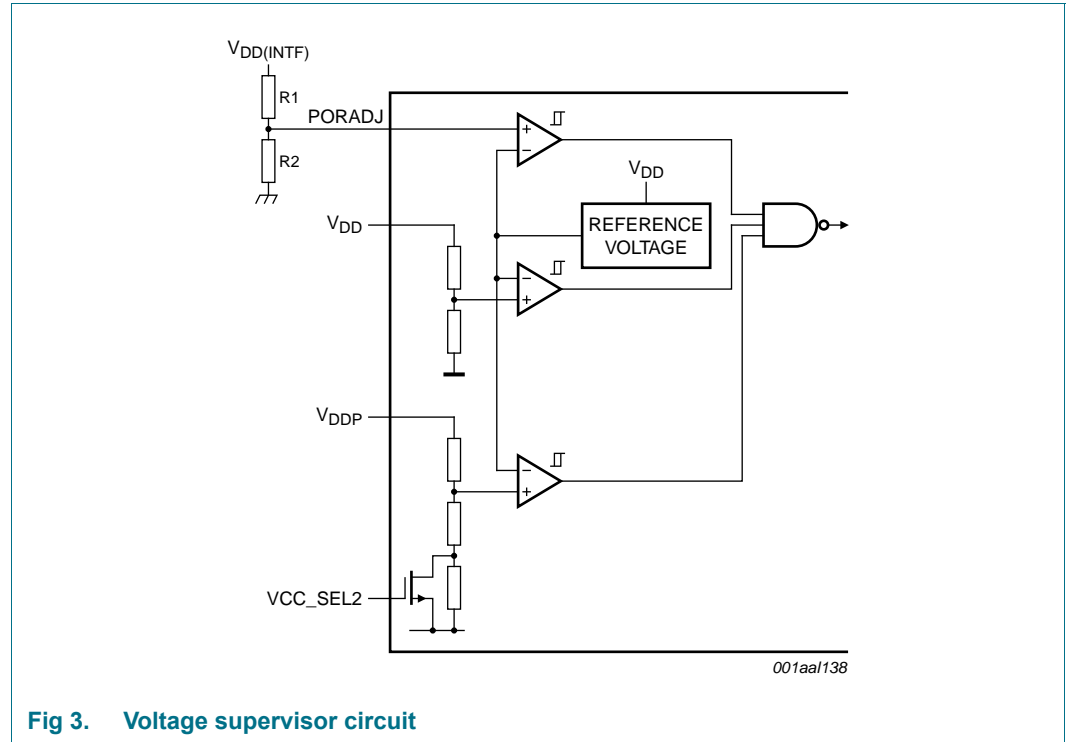 VDD(INTF)
R1
PORADJ
R2
VDD
VDD
REFERENCE
VOLTAGE
VDDP
VCC_SEL2
001aal138
Fig 3. Voltage supervisor circuit